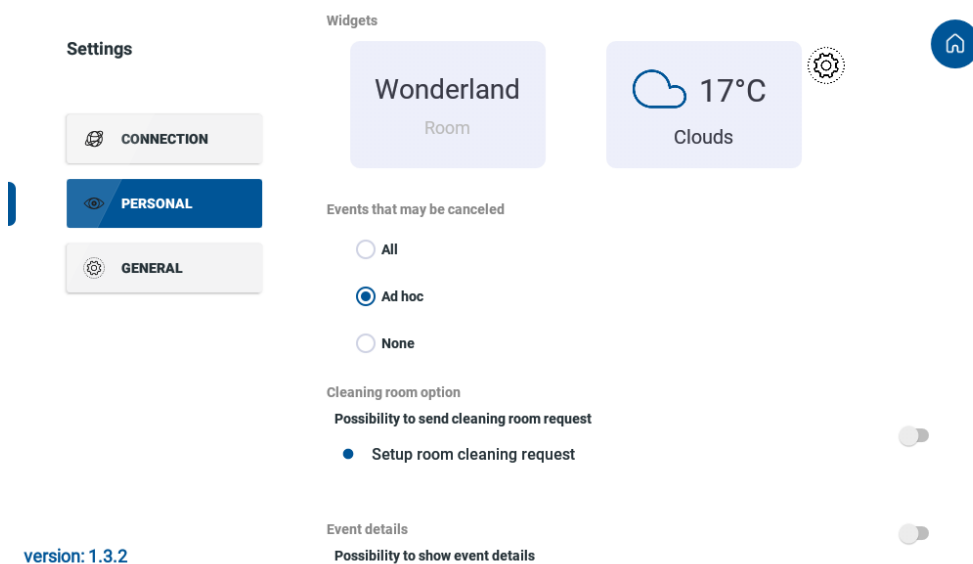 Settings
CONNECTION
PERSONAL
GENERAL
version: 1.3.2
Widgets
Wonderland
Room
17°C
Clouds
Events that may be canceled
All
Ad hoc
None
Cleaning room option
Possibility to send cleaning room request
Setup room cleaning request
Event details
Possibility to show event details